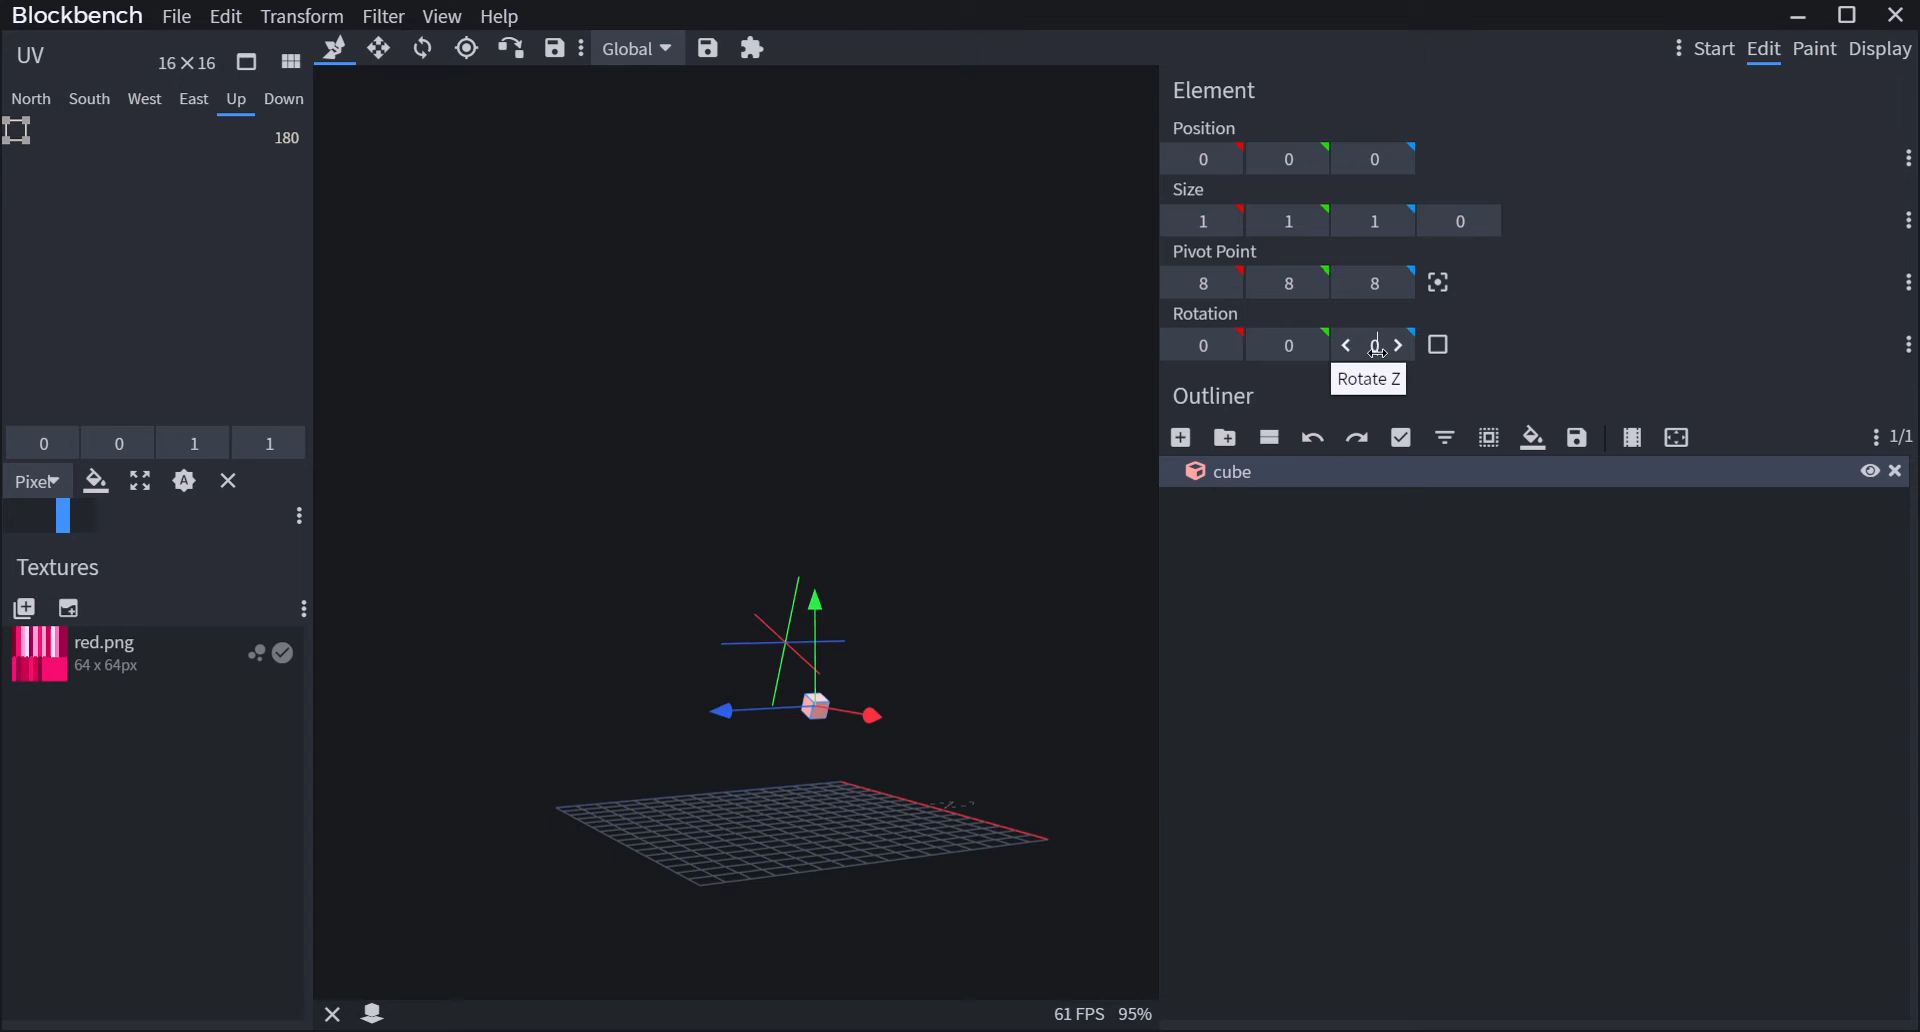 Blockbench File Edit Transform Filter View Help
UV
16×16
Global
Start Edit Paint Display
North South West East Up Down
180
Element
Position
0 0 0
Size
1 1 1 0
Pivot Point
8 8 8
Rotation
0 0 0
Rotate Z
Outliner
1/1
cube
0 0 1 1
Pixel
Textures
red.png
64 x 64px
61 FPS 95%